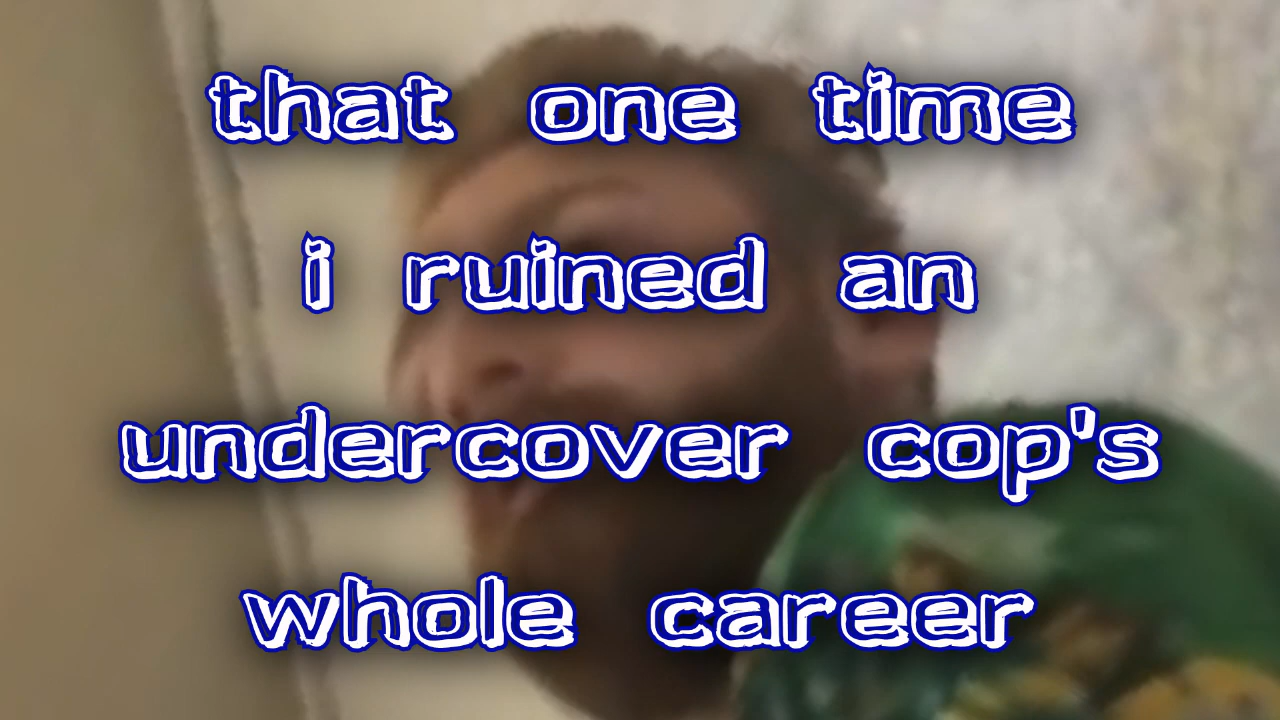 that one time
i ruined an
undercover cop's
whole career